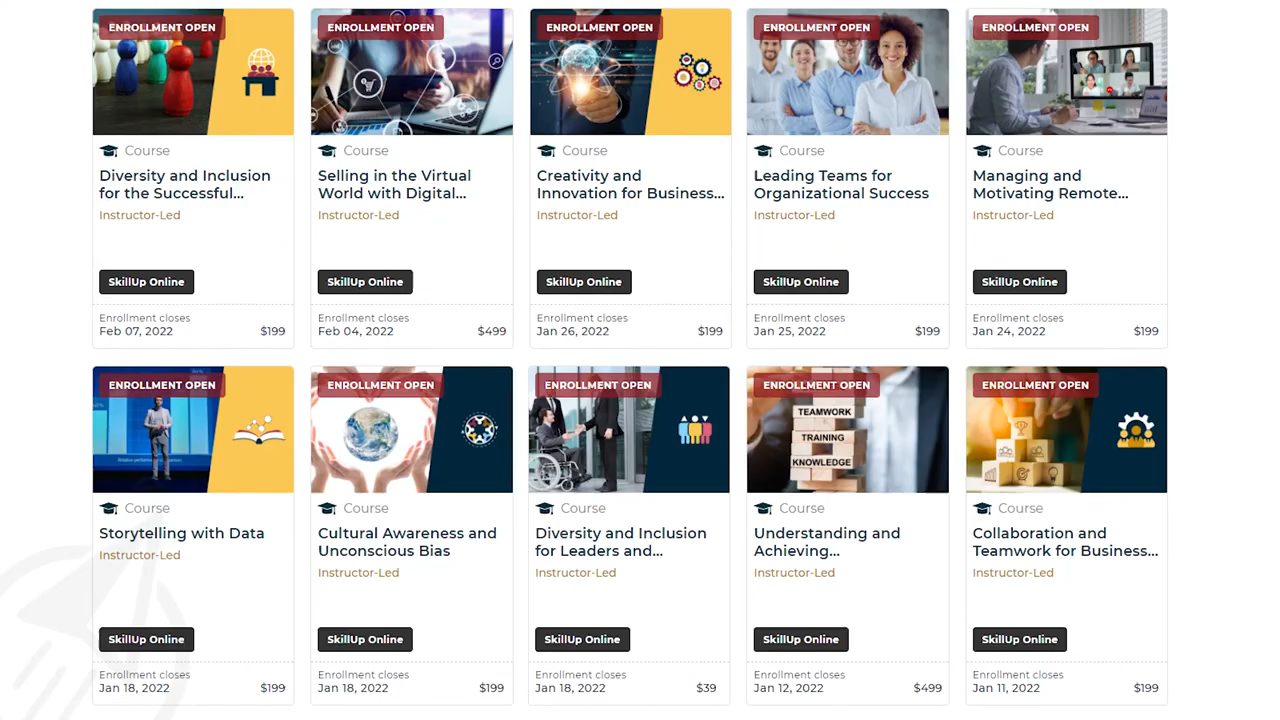 ENROLLMENT OPEN
Course
Diversity and Inclusion
for the Successful...
Instructor-Led
SkillUp Online
Enrollment closes
Feb 07, 2022 $199
ENROLLMENT OPEN
Course
Selling in the Virtual
World with Digital...
Instructor-Led
SkillUp Online
Enrollment closes
Feb 04, 2022 $499
ENROLLMENT OPEN
Course
Creativity and
Innovation for Business...
Instructor-Led
SkillUp Online
Enrollment closes
Jan 26, 2022 $199
ENROLLMENT OPEN
Course
Leading Teams for
Organizational Success
Instructor-Led
SkillUp Online
Enrollment closes
Jan 25, 2022 $199
ENROLLMENT OPEN
Course
Managing and
Motivating Remote...
Instructor-Led
SkillUp Online
Enrollment closes
Jan 24, 2022 $199
ENROLLMENT OPEN
Course
Storytelling with Data
Instructor-Led
SkillUp Online
Enrollment closes
Jan 18, 2022 $199
ENROLLMENT OPEN
Course
Cultural Awareness and
Unconscious Bias
Instructor-Led
SkillUp Online
Enrollment closes
Jan 18, 2022 $199
ENROLLMENT OPEN
Course
Diversity and Inclusion
for Leaders and...
Instructor-Led
SkillUp Online
Enrollment closes
Jan 18, 2022 $39
ENROLLMENT OPEN
TEAMWORK
TRAINING
KNOWLEDGE
Course
Understanding and
Achieving...
Instructor-Led
SkillUp Online
Enrollment closes
Jan 12, 2022 $499
ENROLLMENT OPEN
Course
Collaboration and
Teamwork for Business...
Instructor-Led
SkillUp Online
Enrollment closes
Jan 11, 2022 $199